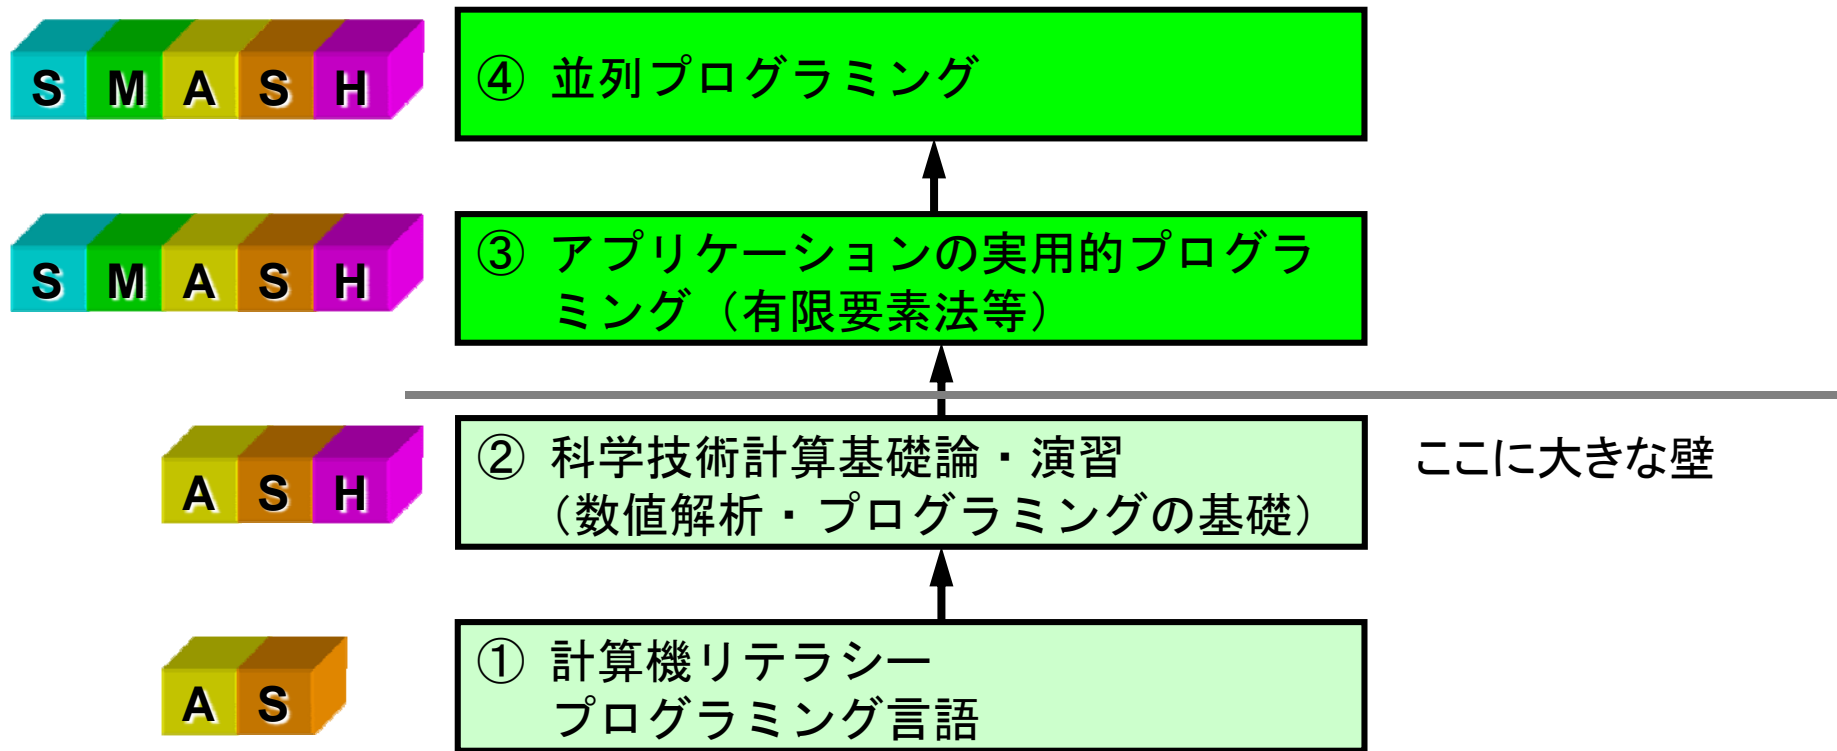 S M A S H
④ 並列プログラミング
S M A S H
③ アプリケーションの実用的プログラ
ミング（有限要素法等）
A S H
② 科学技術計算基礎論・演習
（数値解析・プログラミングの基礎）
ここに大きな壁
A S
① 計算機リテラシー
プログラミング言語